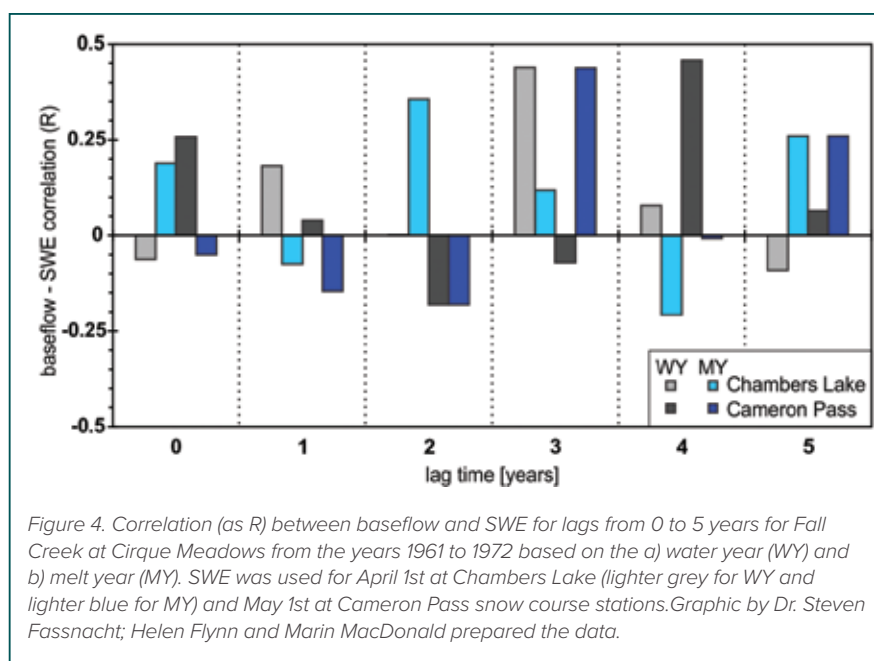 0.5
0.25
0
-0.25
-0.5
baseflow - SWE correlation (R)
0 1 2 3 4 5
lag time [years]
WY MY
Chambers Lake
Cameron Pass
Figure 4. Correlation (as R) between baseflow and SWE for lags from 0 to 5 years for Fall
Creek at Cirque Meadows from the years 1961 to 1972 based on the a) water year (WY) and
b) melt year (MY). SWE was used for April 1st at Chambers Lake (lighter grey for WY and
lighter blue for MY) and May 1st at Cameron Pass snow course stations.Graphic by Dr. Steven
Fassnacht; Helen Flynn and Marin MacDonald prepared the data.